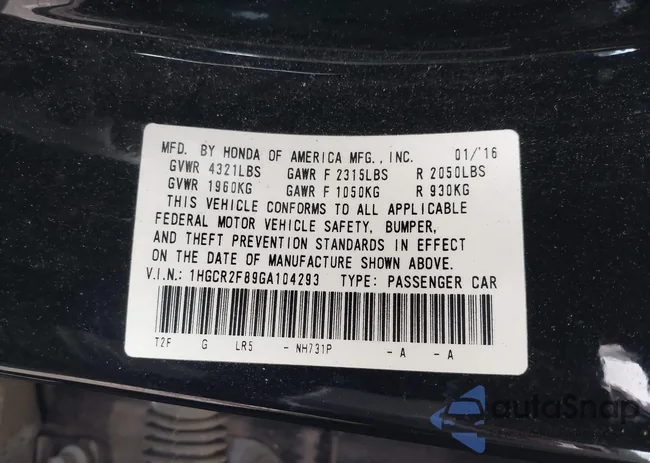 MFD. BY HONDA OF AMERICA MFG., INC. 01/'16
GVWR 4321LBS GAWR F 2315LBS R 2050LBS
GVWR 1960KG GAWR F 1050KG R 930KG
THIS VEHICLE CONFORMS TO ALL APPLICABLE
FEDERAL MOTOR VEHICLE SAFETY, BUMPER,
AND THEFT PREVENTION STANDARDS IN EFFECT
ON THE DATE OF MANUFACTURE SHOWN ABOVE.
V.I.N.: 1HGCR2F89GA104293 TYPE: PASSENGER CAR
T2F G LR5 - NH731P - A - A
autoSnap